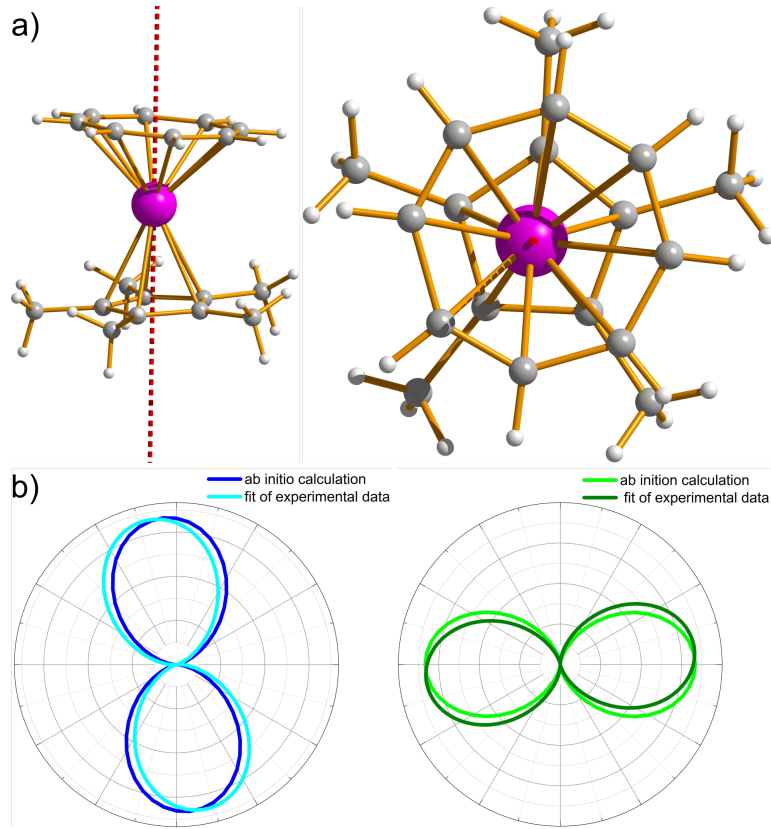 a)
b)
ab initio calculation
fit of experimental data
ab inition calculation
fit of experimental data